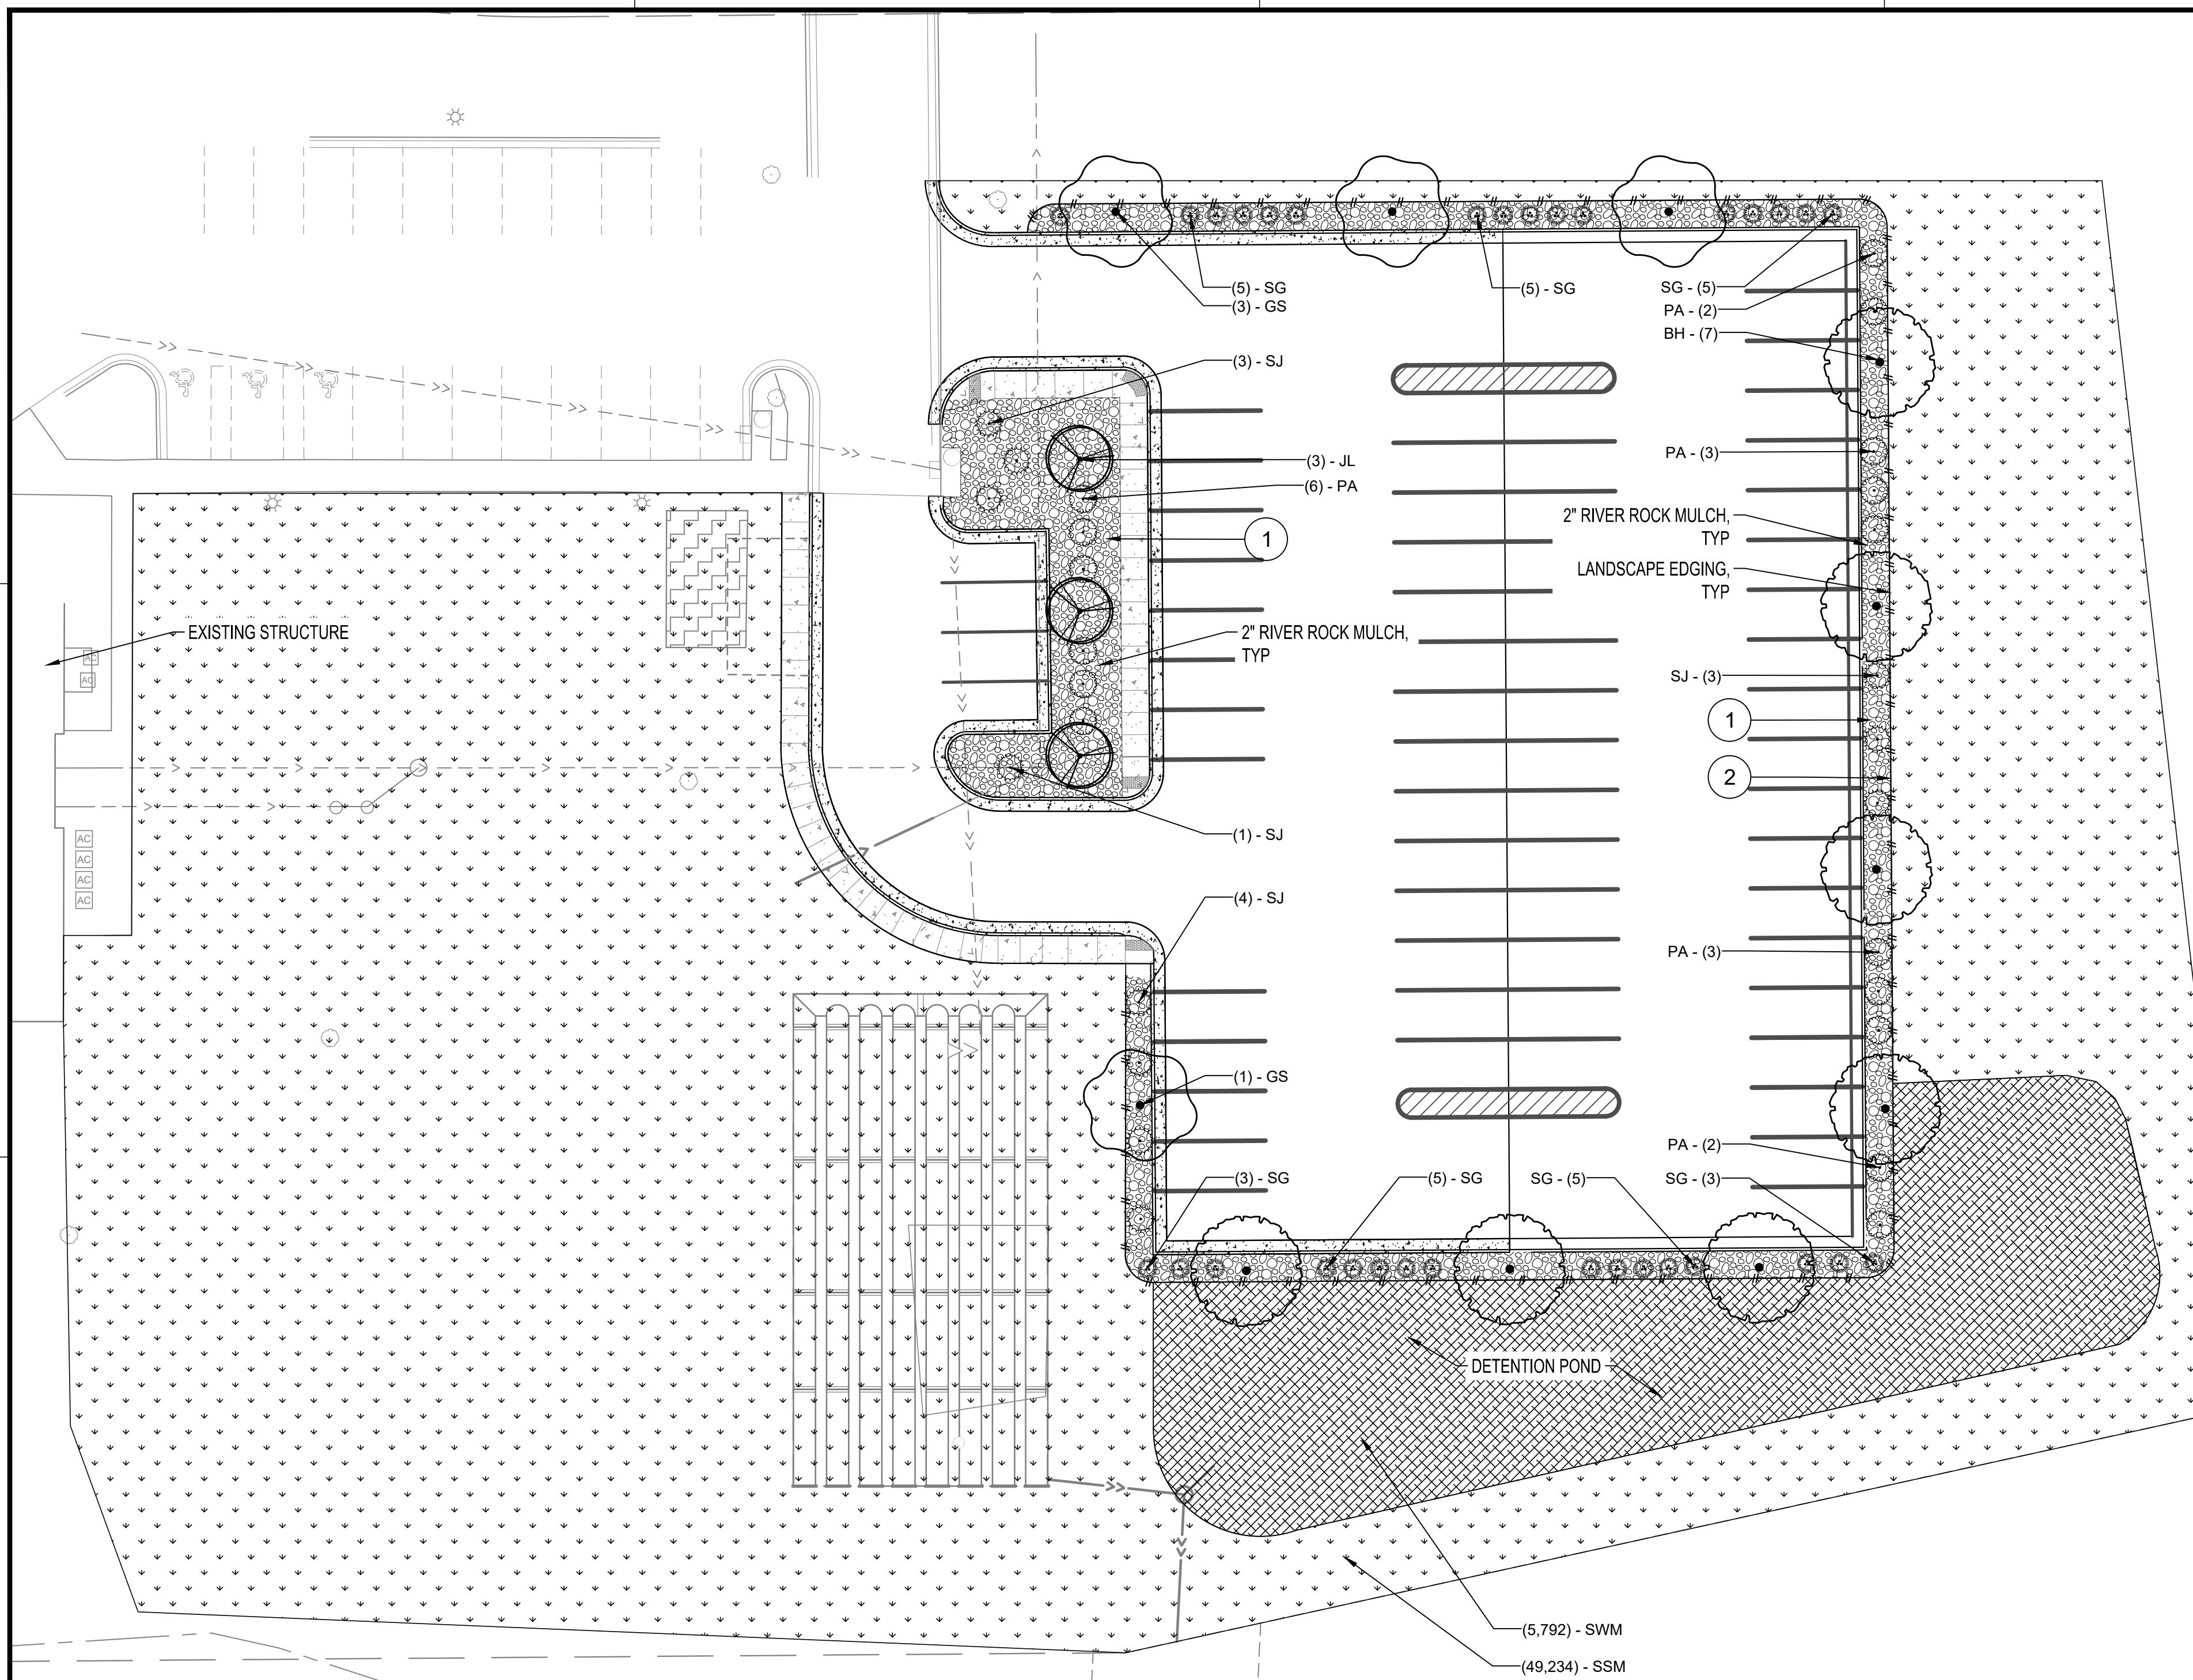 (5) - SG
(3) - GS
(5) - SG
SG - (5)
PA - (2)
BH - (7)
(3) - SJ
(3) - JL
(6) - PA
PA - (3)
1
2" RIVER ROCK MULCH,
TYP
LANDSCAPE EDGING,
TYP
EXISTING STRUCTURE
2" RIVER ROCK MULCH,
TYP
AC
AC
SJ - (3)
1
2
(1) - SJ
AC
AC
AC
AC
(4) - SJ
PA - (3)
(1) - GS
PA - (2)
(3) - SG
(5) - SG
SG - (5)
SG - (3)
DETENTION POND
(5,792) - SWM
(49,234) - SSM